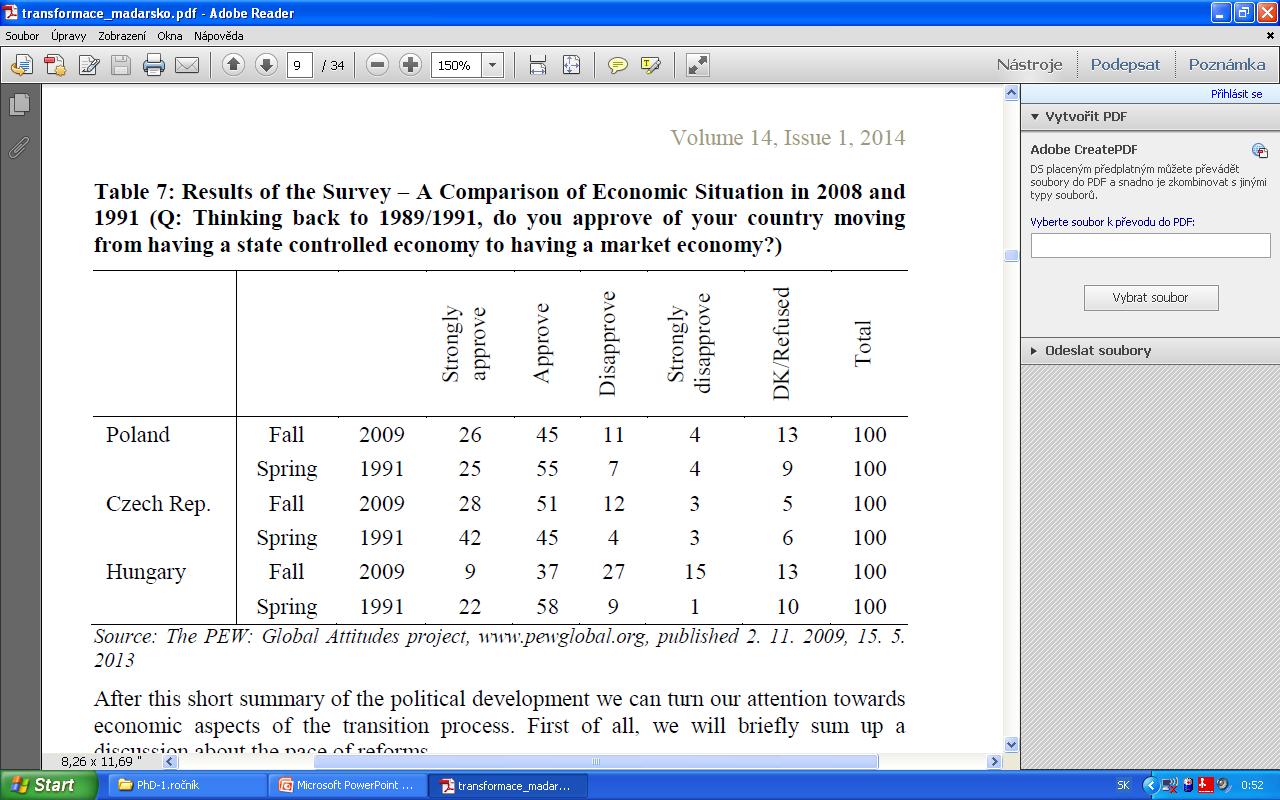 transformace_madarsko.pdf - Adobe Reader
Soubor Úpravy Zobrazení Okna Nápověda
9 / 34 150% Nástroje Podepsat Poznámka
Přihlásit se
Vytvořit PDF
Adobe CreatePDF
DS placeným předplatným můžete převádět
soubory do PDF a snadno je zkombinovat s jinými
typy souborů.
Vyberte soubor k převodu do PDF:
Vybrat soubor
Odeslat soubory
Volume 14, Issue 1, 2014
Table 7: Results of the Survey – A Comparison of Economic Situation in 2008 and
1991 (Q: Thinking back to 1989/1991, do you approve of your country moving
from having a state controlled economy to having a market economy?)
Strongly approve Approve Disapprove Strongly disapprove DK/Refused Total
Poland Fall 2009 26 45 11 4 13 100
Spring 1991 25 55 7 4 9 100
Czech Rep. Fall 2009 28 51 12 3 5 100
Spring 1991 42 45 4 3 6 100
Hungary Fall 2009 9 37 27 15 13 100
Spring 1991 22 58 9 1 10 100
Source: The PEW: Global Attitudes project, www.pewglobal.org, published 2. 11. 2009, 15. 5.
2013
After this short summary of the political development we can turn our attention towards
economic aspects of the transition process. First of all, we will briefly sum up a
discussion about the pace of reforms
8,26 x 11,69 "
Start PhD-1.ročník Microsoft PowerPoint ... transformace_madar... SK 0:52